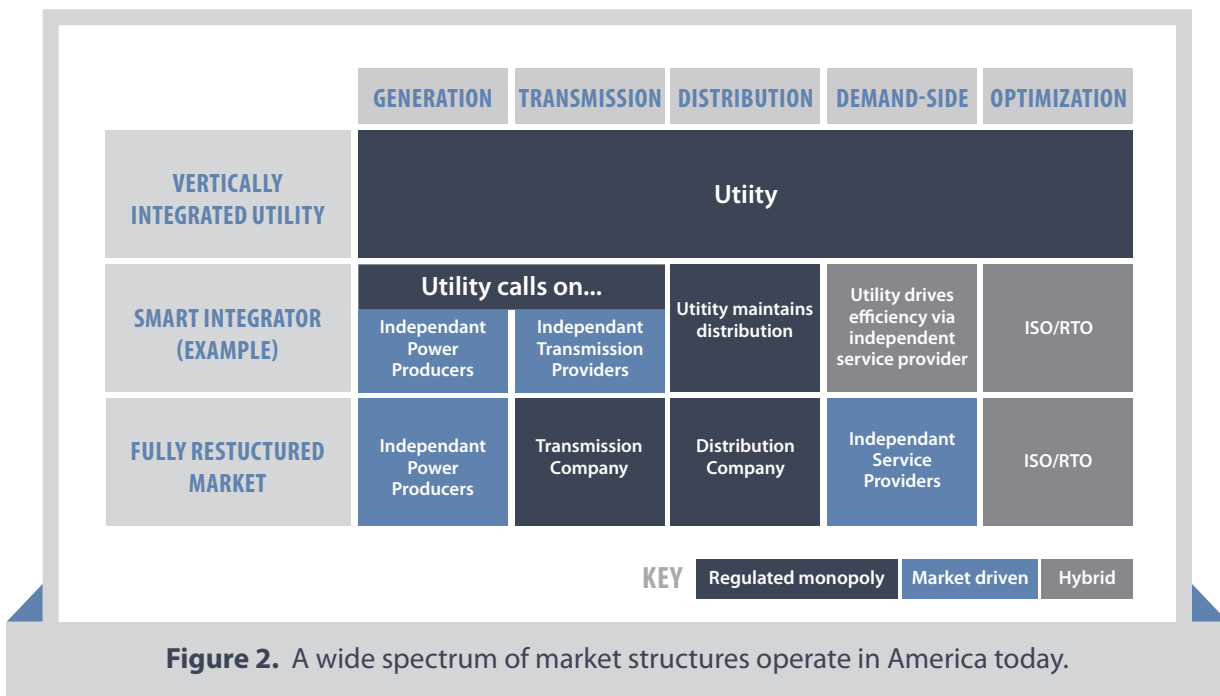 GENERATION TRANSMISSION DISTRIBUTION DEMAND-SIDE OPTIMIZATION
VERTICALLY
INTEGRATED UTILITY
Utiity
SMART INTEGRATOR
(EXAMPLE)
Utility calls on...
Independant
Power
Producers
Independant
Transmission
Providers
Utitity maintains
distribution
Utility drives
efficiency via
independent
service provider
ISO/RTO
FULLY RESTUCTURED
MARKET
Independant
Power
Producers
Transmission
Company
Distribution
Company
Independant
Service
Providers
ISO/RTO
KEY Regulated monopoly Market driven Hybrid
Figure 2. A wide spectrum of market structures operate in America today.